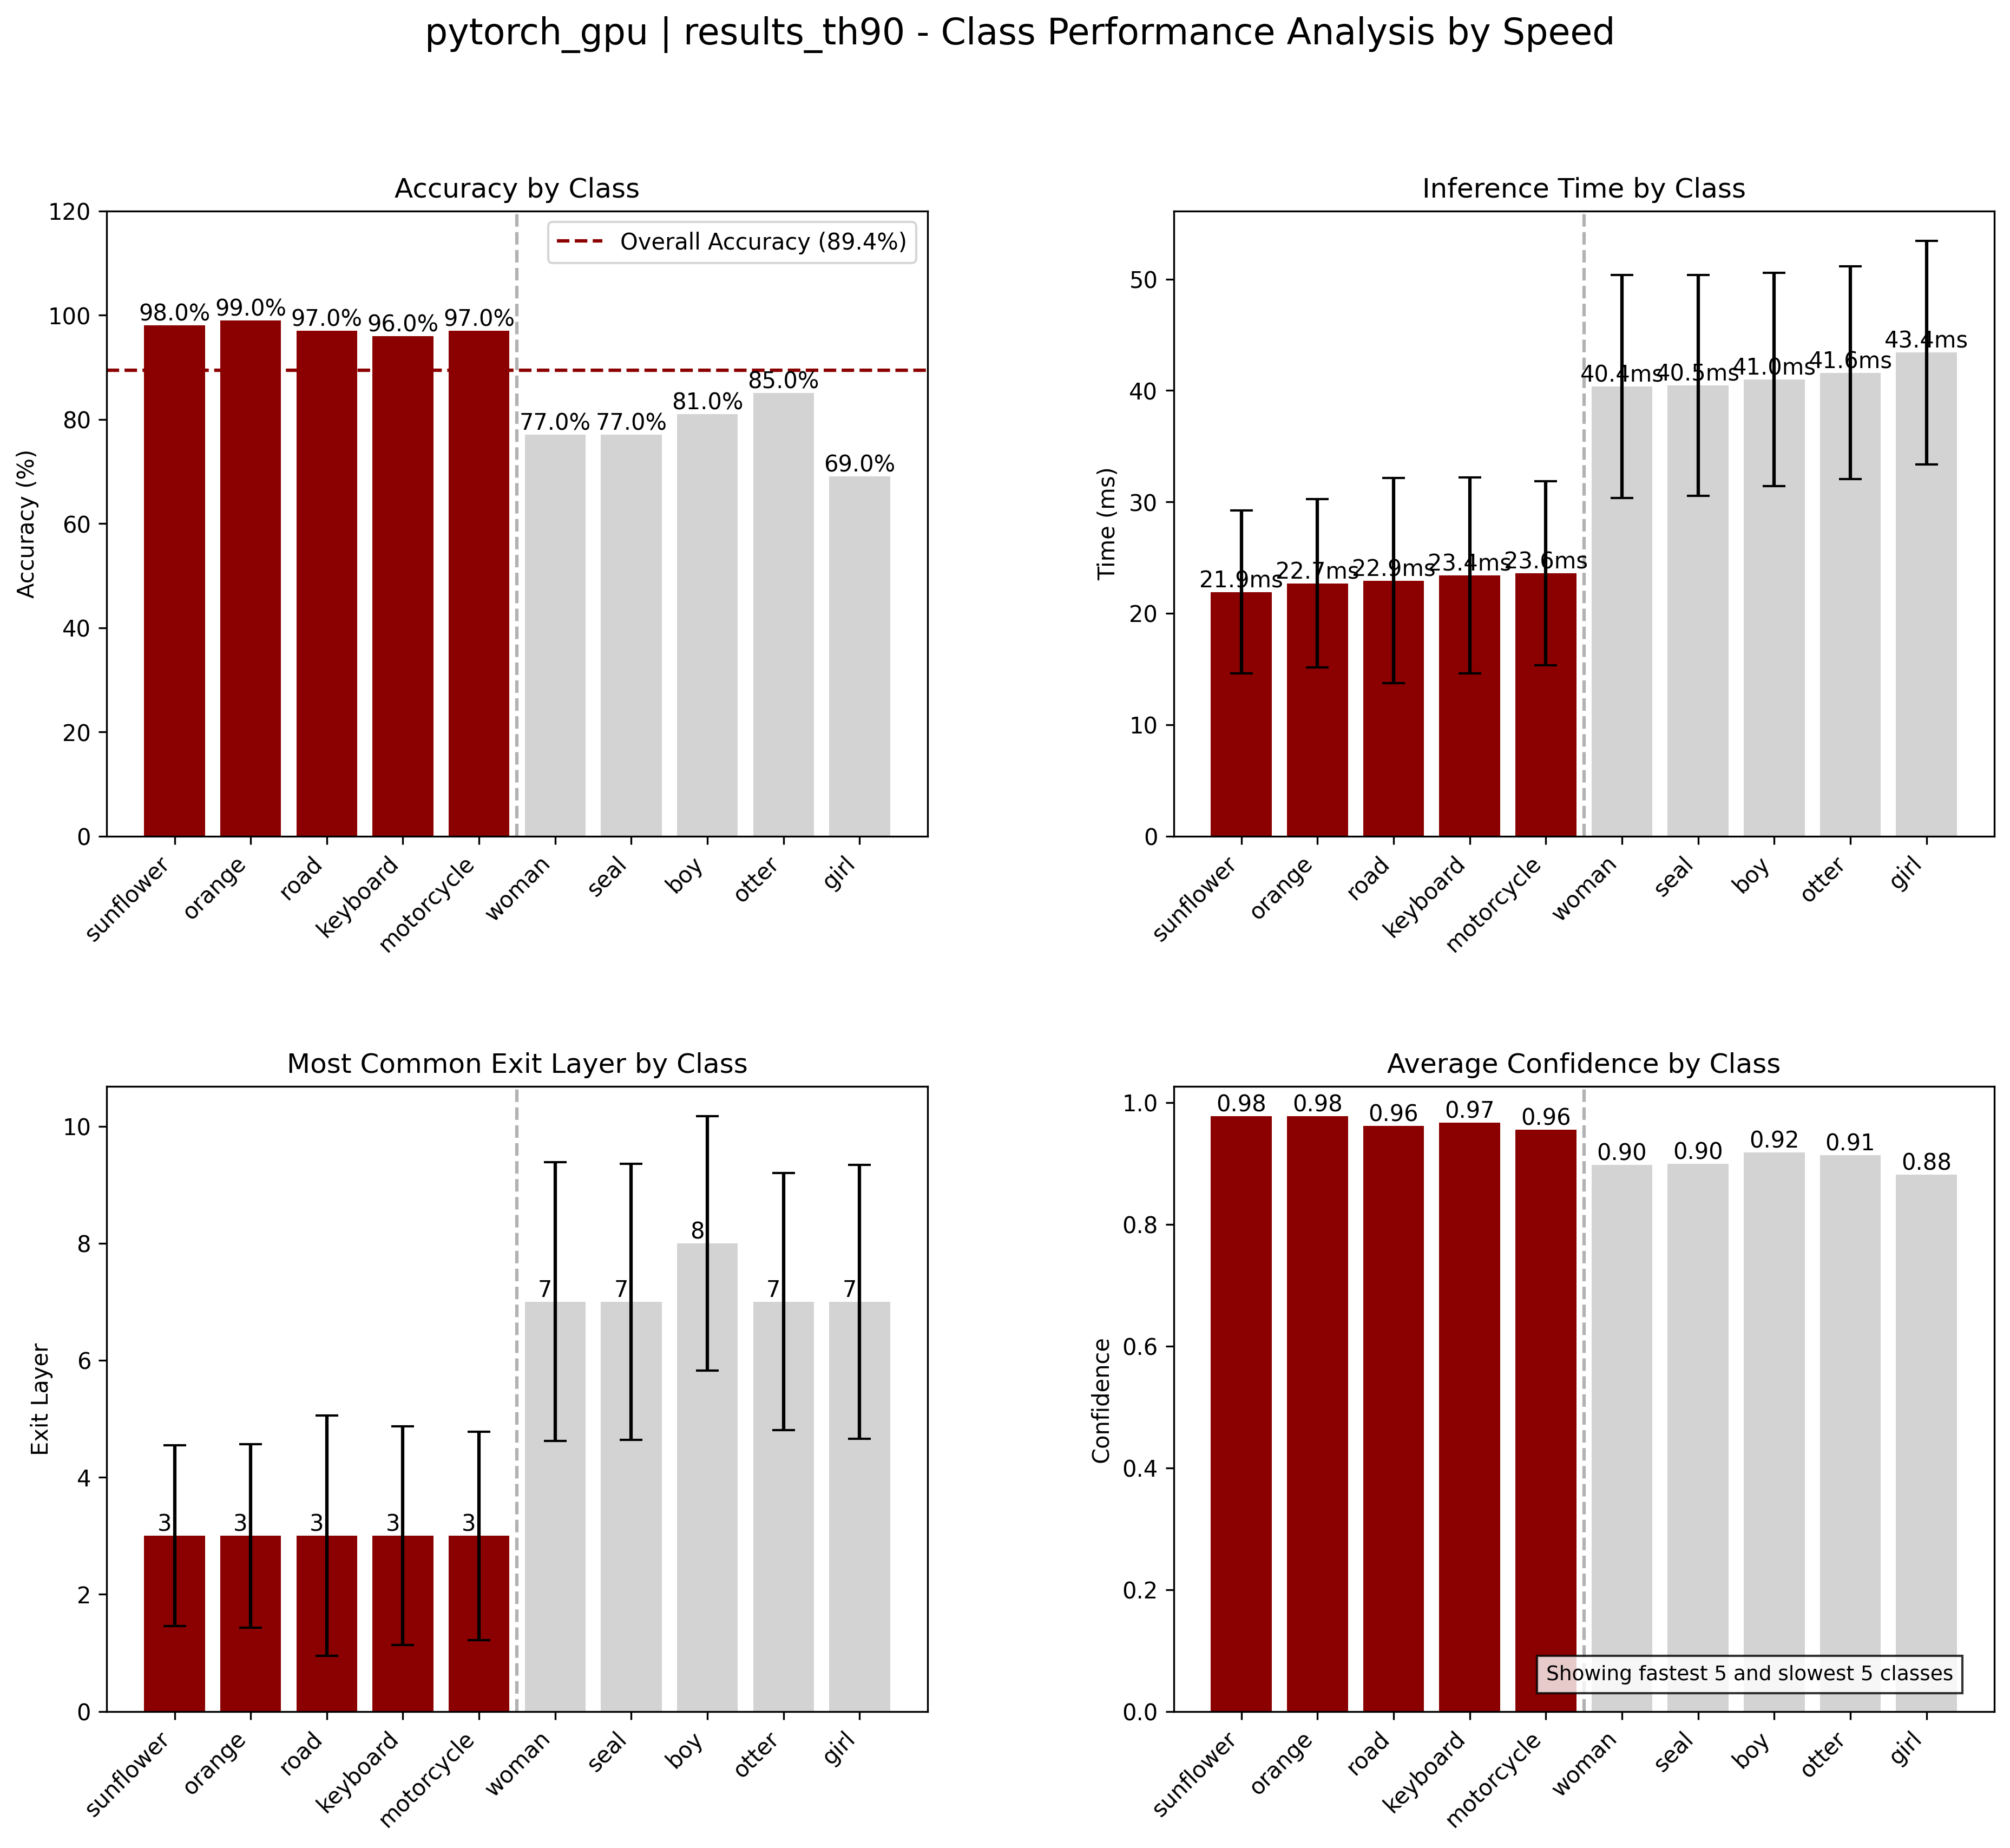 pytorch_gpu | results_th90 - Class Performance Analysis by Speed
Accuracy by Class
Accuracy (%)
120
100
80
60
40
20
0
Overall Accuracy (89.4%)
98.0%
99.0%
97.0%
96.0%
97.0%
77.0%
77.0%
81.0%
85.0%
69.0%
sunflower
orange
road
keyboard
motorcycle
woman
seal
boy
otter
girl
Inference Time by Class
Time (ms)
50
40
30
20
10
0
21.9ms
22.7ms
22.9ms
23.4ms
23.6ms
40.4ms
40.5ms
41.0ms
41.6ms
43.4ms
sunflower
orange
road
keyboard
motorcycle
woman
seal
boy
otter
girl
Most Common Exit Layer by Class
Exit Layer
10
8
6
4
2
0
3
3
3
3
3
7
7
8
7
7
sunflower
orange
road
keyboard
motorcycle
woman
seal
boy
otter
girl
Average Confidence by Class
Confidence
1.0
0.8
0.6
0.4
0.2
0.0
0.98
0.98
0.96
0.97
0.96
0.90
0.90
0.92
0.91
0.88
Showing fastest 5 and slowest 5 classes
sunflower
orange
road
keyboard
motorcycle
woman
seal
boy
otter
girl